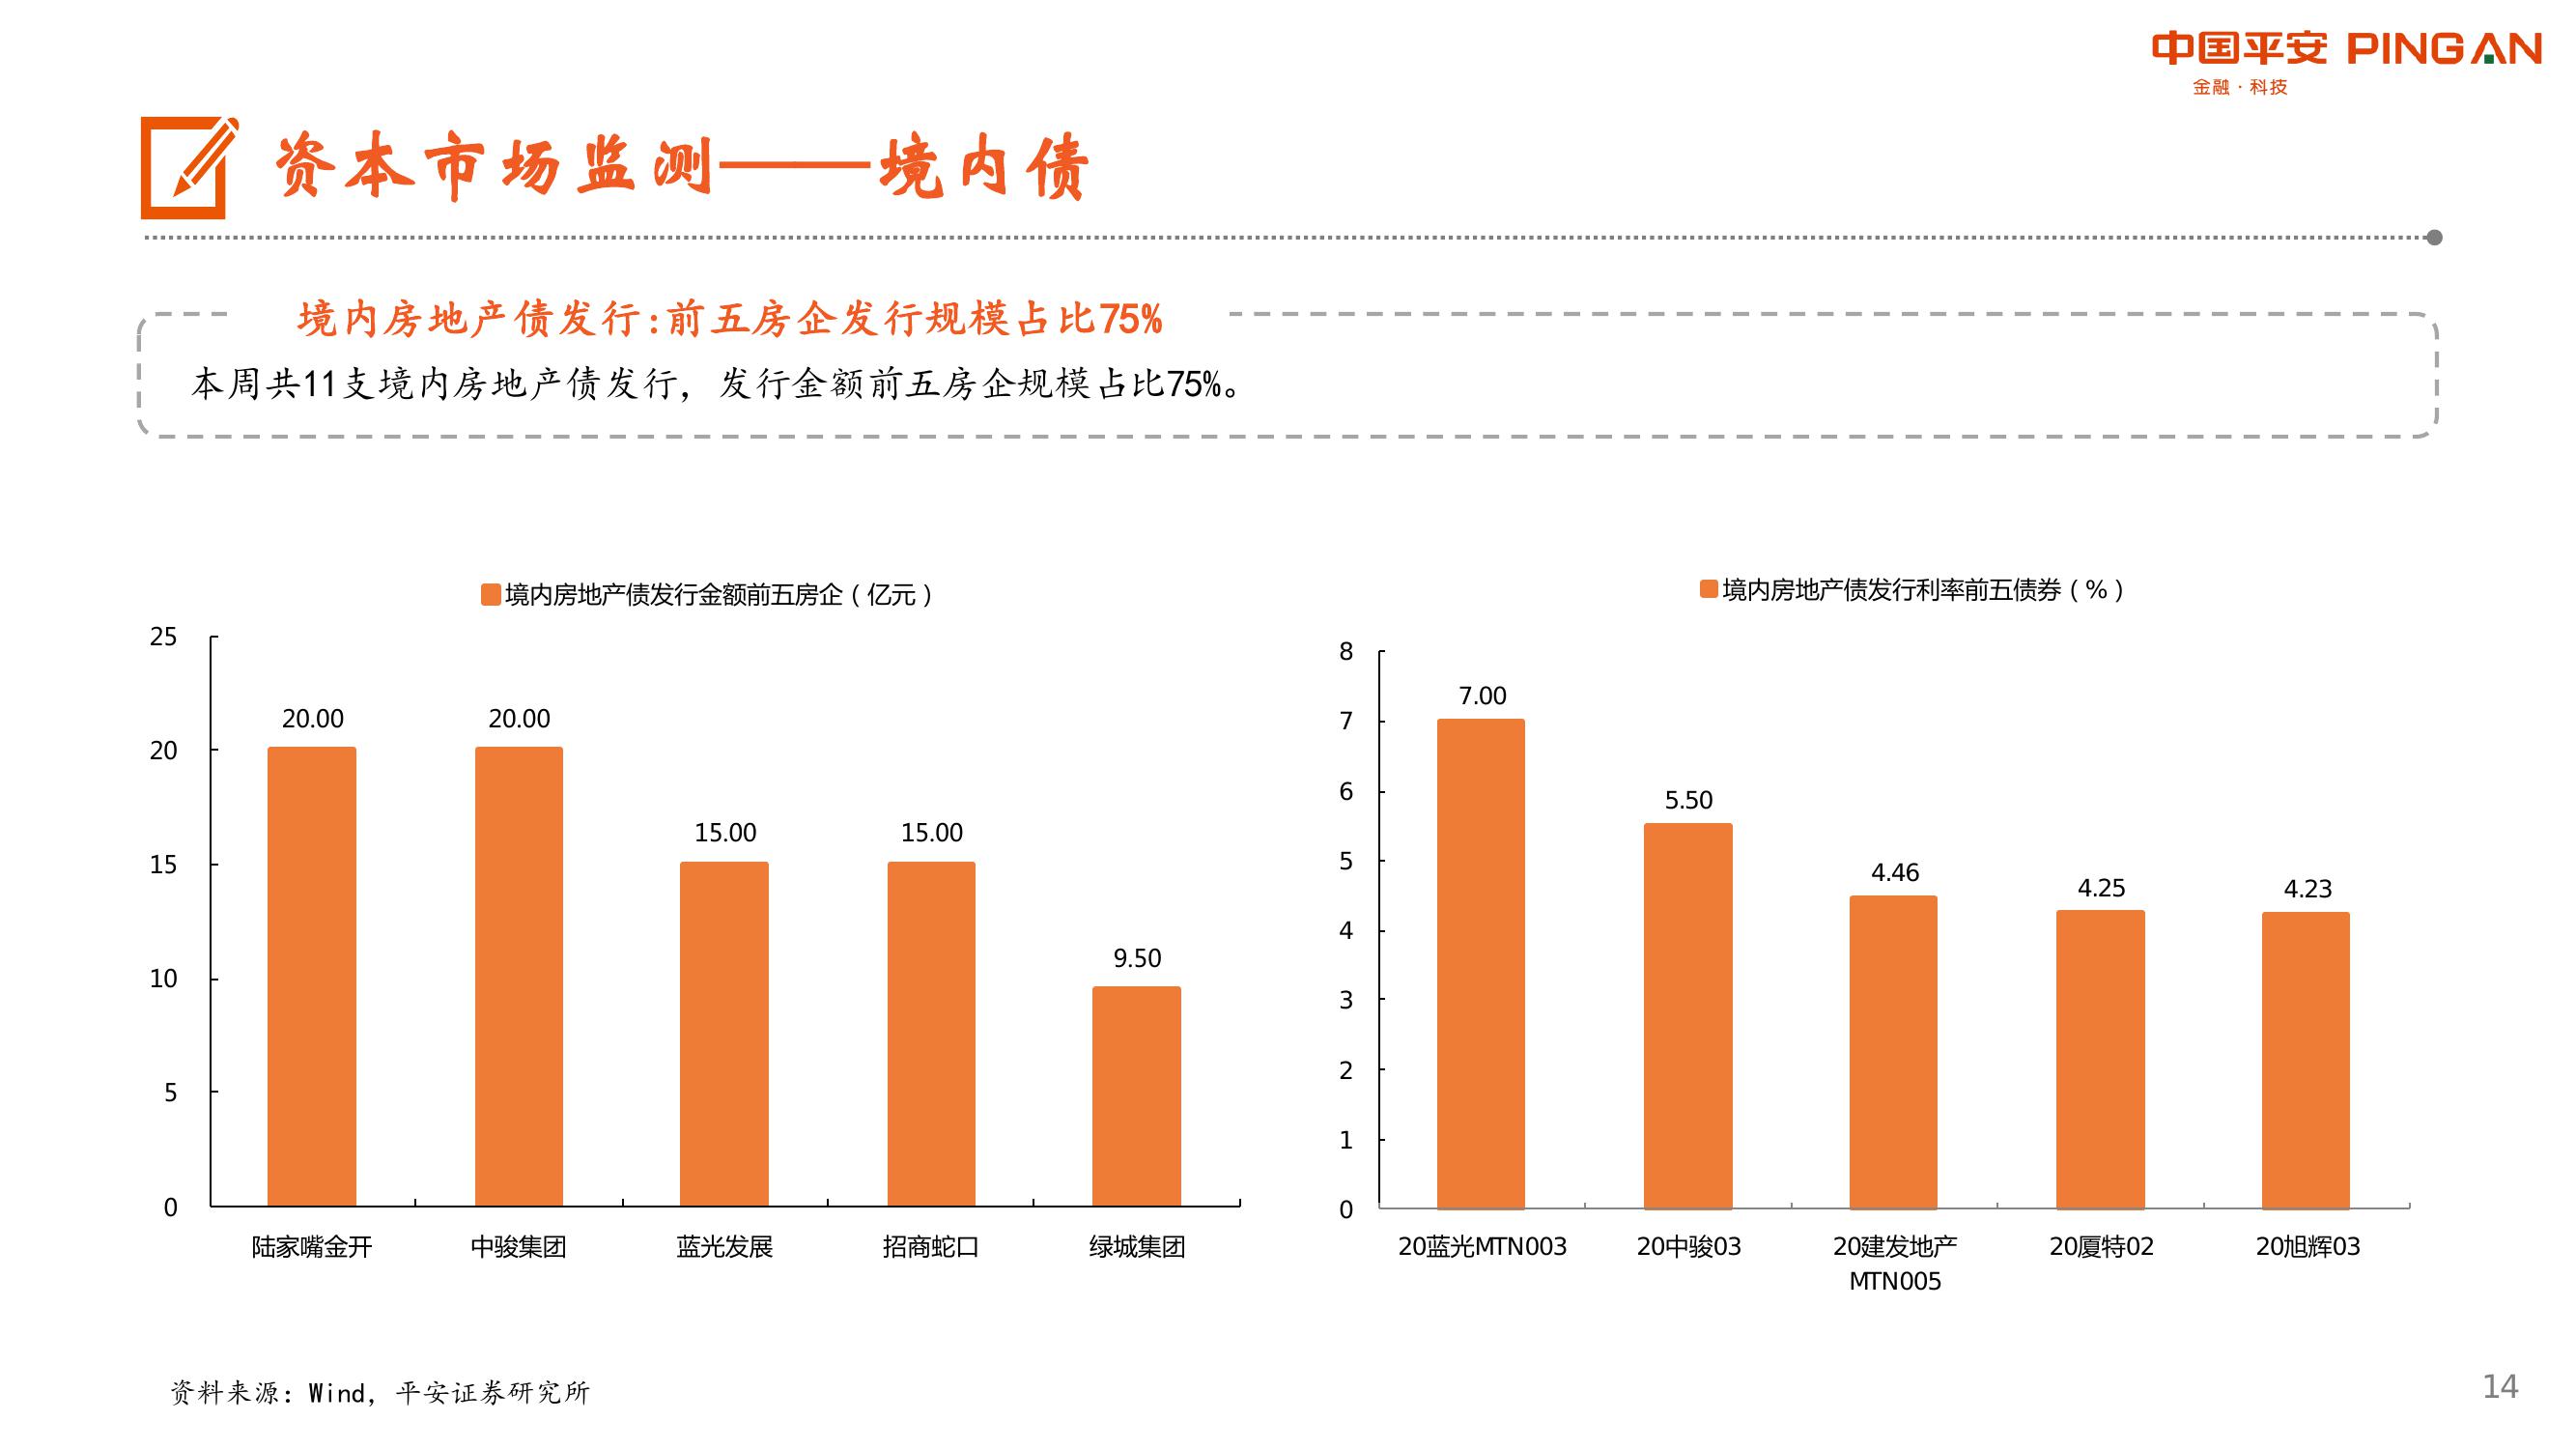 中国平安 PINGAN
金融·科技
资本市场监测——境内债
境内房地产债发行:前五房企发行规模占比75%
本周共11支境内房地产债发行，发行金额前五房企规模占比75%。
境内房地产债发行金额前五房企（亿元）
25
20
15
10
5
0
20.00
20.00
15.00
15.00
9.50
陆家嘴金开
中骏集团
蓝光发展
招商蛇口
绿城集团
境内房地产债发行利率前五债券（%）
8
7
6
5
4
3
2
1
0
7.00
5.50
4.46
4.25
4.23
20蓝光MTN003
20中骏03
20建发地产
MTN005
20厦特02
20旭辉03
资料来源：Wind，平安证券研究所
14